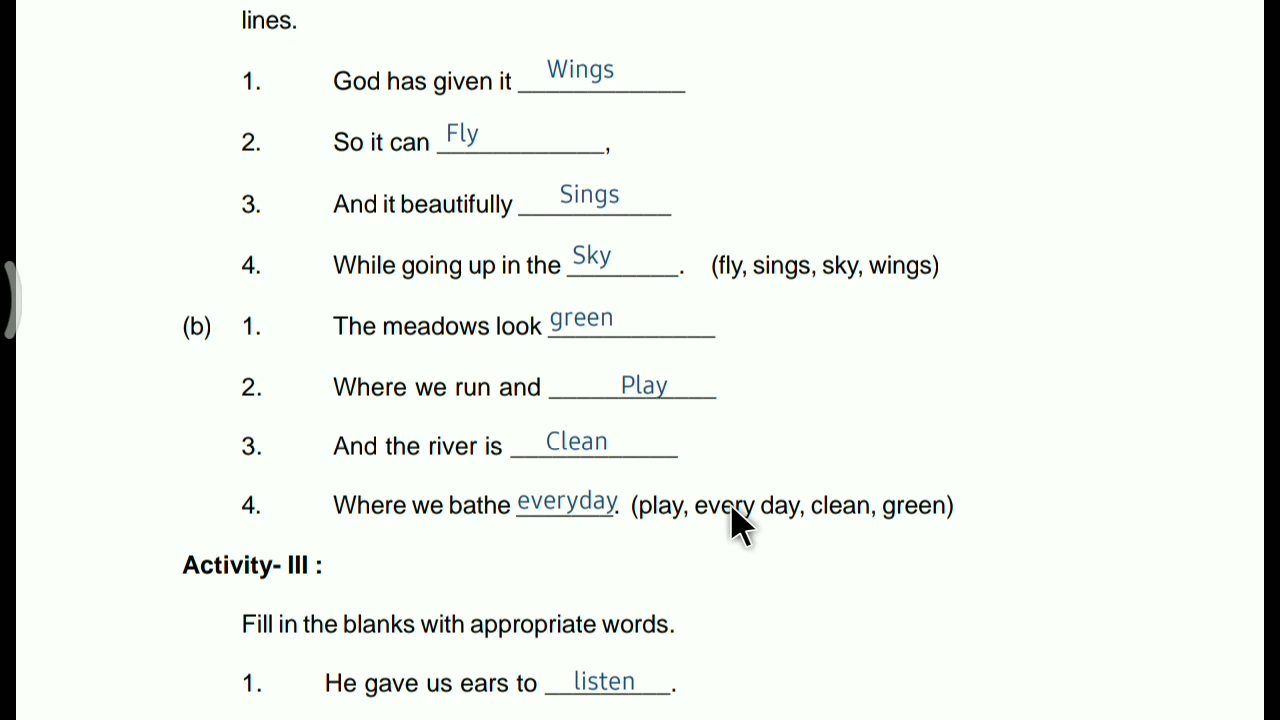 lines.
1. God has given it Wings
2. So it can Fly,
3. And it beautifully Sings
4. While going up in the Sky. (fly, sings, sky, wings)
(b) 1. The meadows look green
2. Where we run and Play
3. And the river is Clean
4. Where we bathe everyday. (play, every day, clean, green)
Activity- III :
Fill in the blanks with appropriate words.
1. He gave us ears to listen.